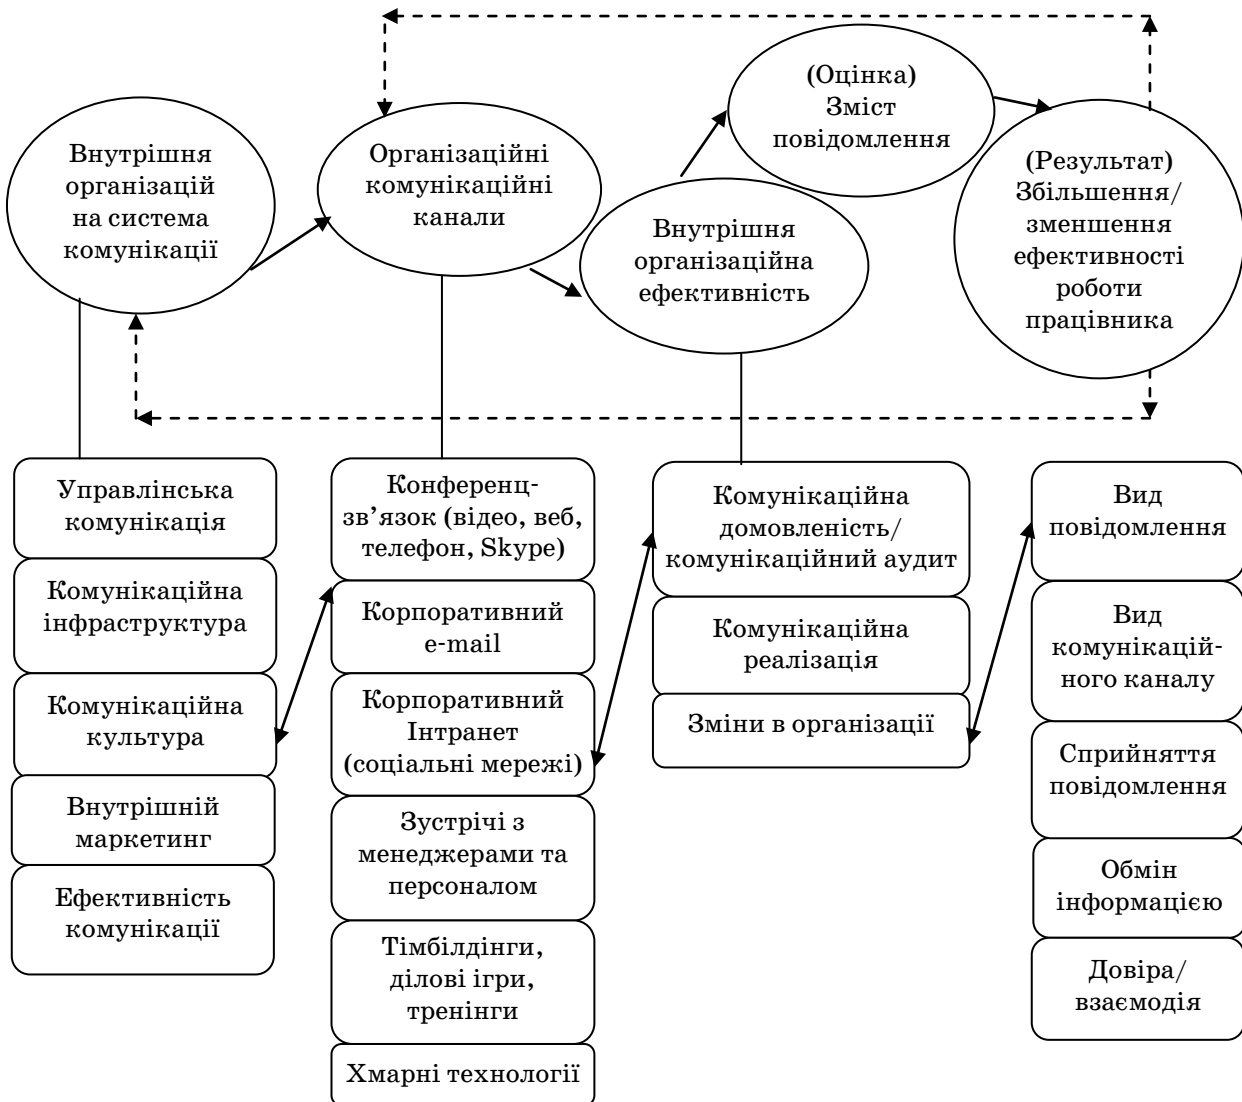 Внутрішня
організацій
на система
комунікації
Організаційні
комунікаційні
канали
Внутрішня
організаційна
ефективність
(Оцінка)
Зміст
повідомлення
(Результат)
Збільшення/
зменшення
ефективності
роботи
працівника
Управлінська
комунікація
Комунікаційна
інфраструктура
Комунікаційна
культура
Внутрішній
маркетинг
Ефективність
комунікації
Конференц-
зв’язок (відео, веб,
телефон, Skype)
Корпоративний
e-mail
Корпоративний
Інтранет
(соціальні мережі)
Зустрічі з
менеджерами та
персоналом
Тімбілдінги,
ділові ігри,
тренінги
Хмарні технології
Комунікаційна
домовленість/
комунікаційний аудит
Комунікаційна
реалізація
Зміни в організації
Вид
повідомлення
Вид
комунікацій-
ного каналу
Сприйняття
повідомлення
Обмін
інформацією
Довіра/
взаємодія